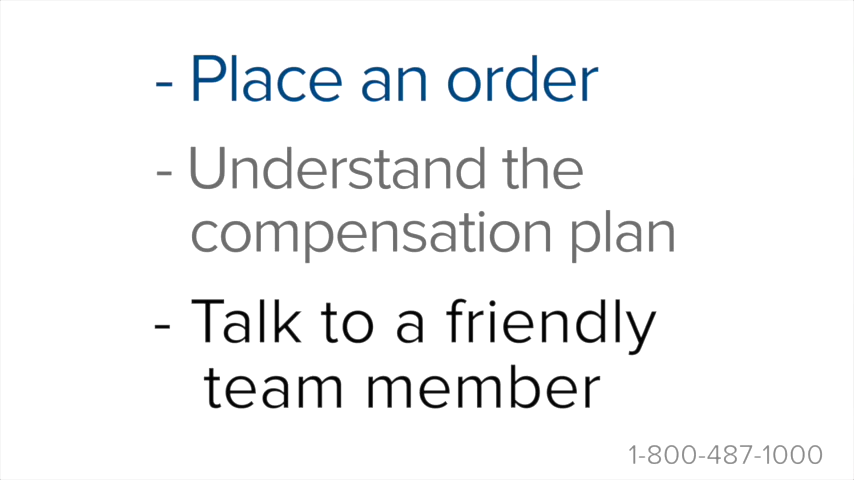 - Place an order
- Understand the
compensation plan
- Talk to a friendly
team member
1-800-487-1000